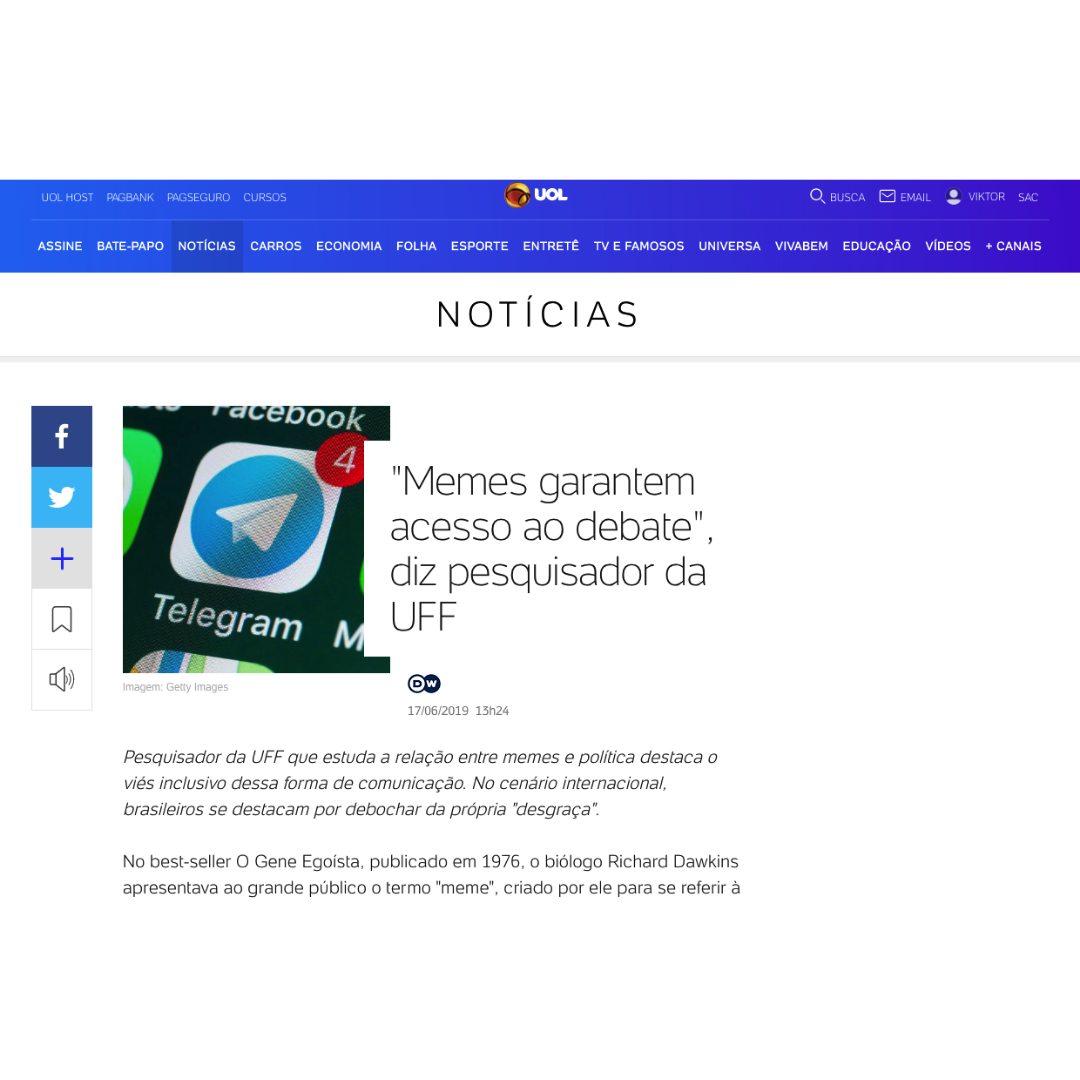 UOL HOST PAGBANK PAGSEGURO CURSOS UOL BUSCA EMAIL VIKTOR SAC
ASSINE BATE-PAPO NOTÍCIAS CARROS ECONOMIA FOLHA ESPORTE ENTRETÊ TV E FAMOSOS UNIVERSA VIVABEM EDUCAÇÃO VÍDEOS + CANAIS
NOTÍCIAS
Facebook
4
Telegram
M
Imagem: Getty Images
"Memes garantem
acesso ao debate",
diz pesquisador da
UFF
DW
17/06/2019 13h24
Pesquisador da UFF que estuda a relação entre memes e política destaca o
viés inclusivo dessa forma de comunicação. No cenário internacional,
brasileiros se destacam por debochar da própria "desgraça".
No best-seller O Gene Egoísta, publicado em 1976, o biólogo Richard Dawkins
apresentava ao grande público o termo "meme", criado por ele para se referir à